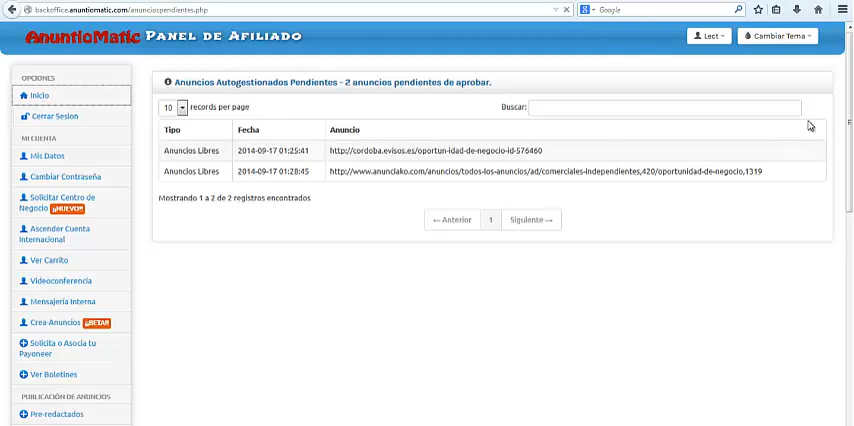 backoffice.anuntiomatic.com/anunciospendientes.php
Google
AnuntioMatic Panel de Afiliado
Lect
Cambiar Tema
OPCIONES
Inicio
Cerrar Sesion
MI CUENTA
Mis Datos
Cambiar Contraseña
Solicitar Centro de
Negocio ¡¡NUEVO!!
Ascender Cuenta
Internacional
Ver Carrito
Videoconferencia
Mensajería Interna
Crea-Anuncios ¡¡BETA!!
Solicita o Asocia tu
Payoneer
Ver Boletines
PUBLICACIÓN DE ANUNCIOS
Pre-redactados
Anuncios Autogestionados Pendientes - 2 anuncios pendientes de aprobar.
10 records per page
Buscar:
Tipo Fecha Anuncio
Anuncios Libres 2014-09-17 01:25:41 http://cordoba.evisos.es/oportun-idad-de-negocio-id-576460
Anuncios Libres 2014-09-17 01:28:45 http://www.anunciako.com/anuncios/todos-los-anuncios/ad/comerciales-independientes,420/oportunidad-de-negocio,1319
Mostrando 1 a 2 de 2 registros encontrados
← Anterior 1 Siguiente →